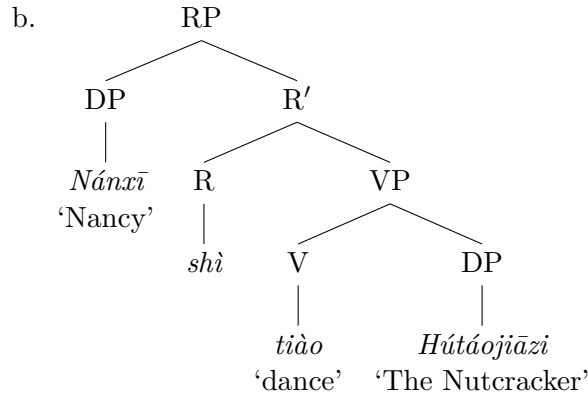 b.
RP
DP R′
Nánxī R VP
‘Nancy’
shì V DP
tiào Hútáojiāzi
‘dance’ ‘The Nutcracker’